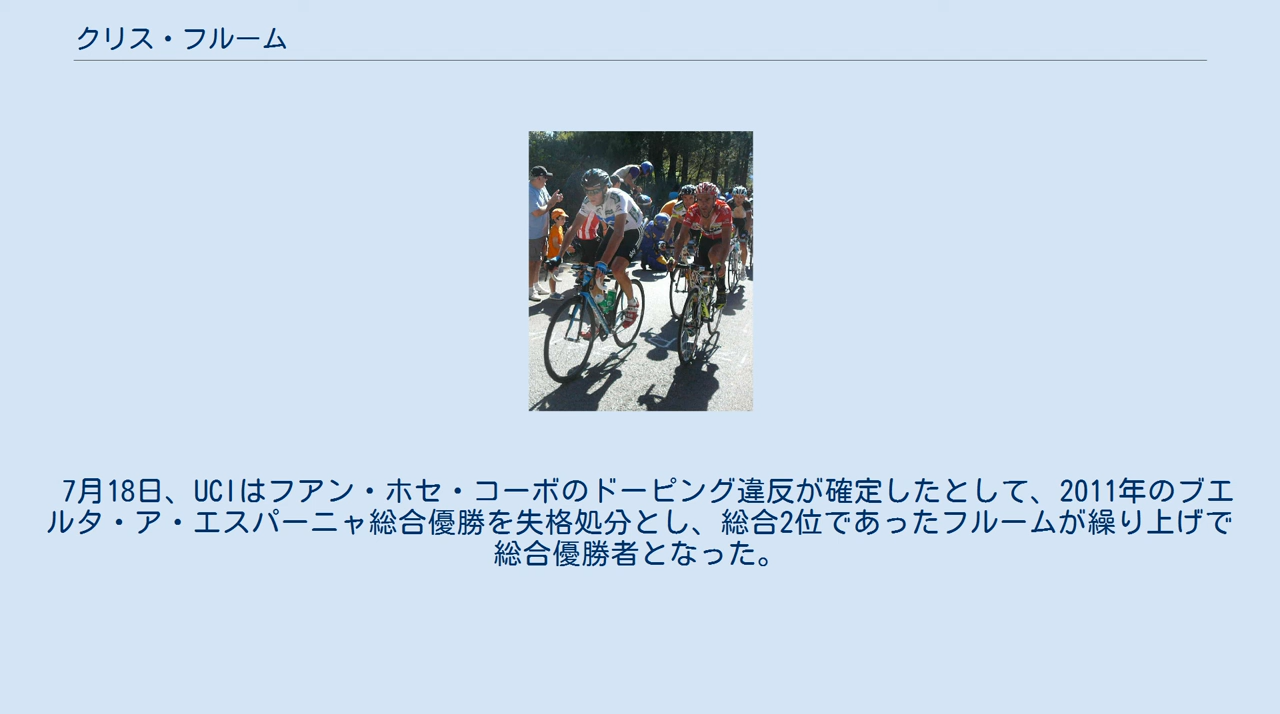 クリス・フルーム
7月18日、UCIはフアン・ホセ・コーボのドーピング違反が確定したとして、2011年のブエ
ルタ・ア・エスパーニャ総合優勝を失格処分とし、総合2位であったフルームが繰り上げで
総合優勝者となった。